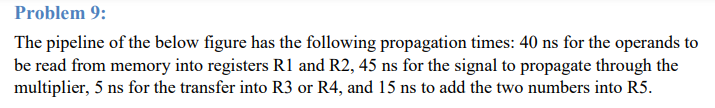 Problem 9:
The pipeline of the below figure has the following propagation times: 40 ns for the operands to
be read from memory into registers R1 and R2, 45 ns for the signal to propagate through the
multiplier, 5 ns for the transfer into R3 or R4, and 15 ns to add the two numbers into R5.